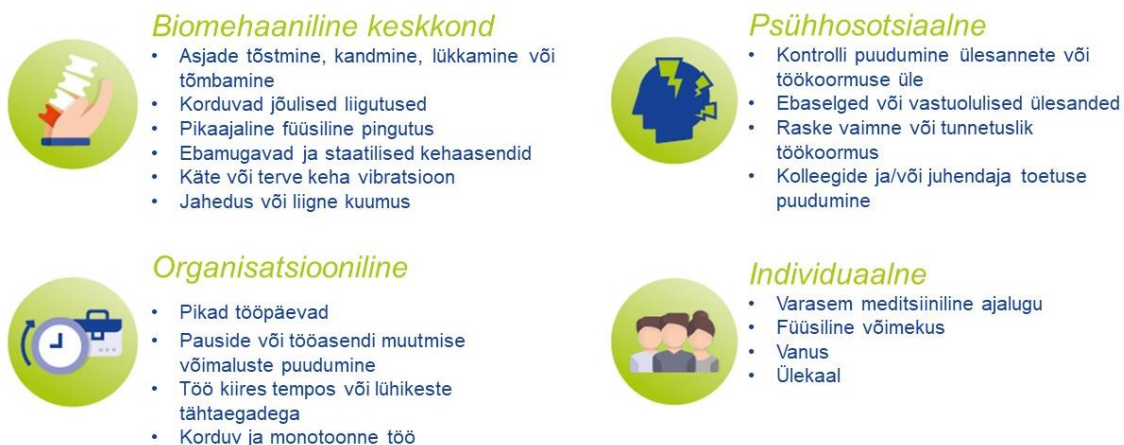 Biomehaaniline keskkond
• Asjade tõstmine, kandmine, lükkamine või
tõmbamine
• Korduvad jõulised liigutused
• Pikaajaline füüsiline pingutus
• Ebamugavad ja staatilised kehaasendid
• Käte või terve keha vibratsioon
• Jahedus või liigne kuumus
Psühhosotsiaalne
• Kontrolli puudumine ülesannete või
töökoormuse üle
• Ebaselged või vastuolulised ülesanded
• Raske vaimne või tunnetuslik
töökoormus
• Kolleegide ja/või juhendaja toetuse
puudumine
Organisatsiooniline
• Pikad tööpäevad
• Pauside või tööasendi muutmise
võimaluste puudumine
• Töö kiires tempos või lühikeste
tähtaegadega
• Korduv ja monotoonne töö
Individuaalne
• Varasem meditsiiniline ajalugu
• Füüsiline võimekus
• Vanus
• Ülekaal